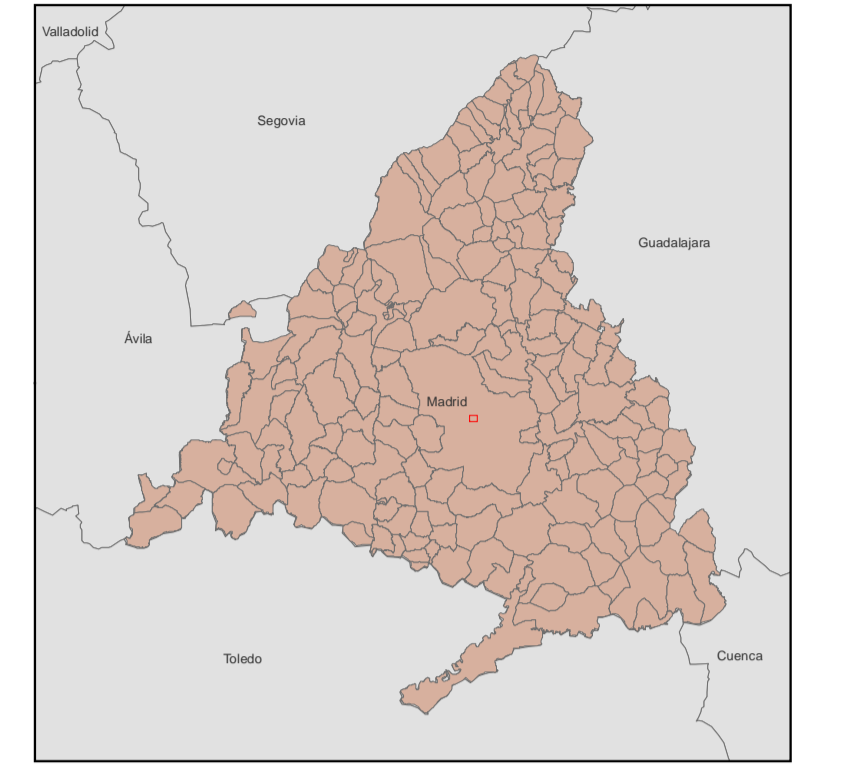 Valladolid
Segovia
Guadalajara
Ávila
Madrid
Toledo
Cuenca